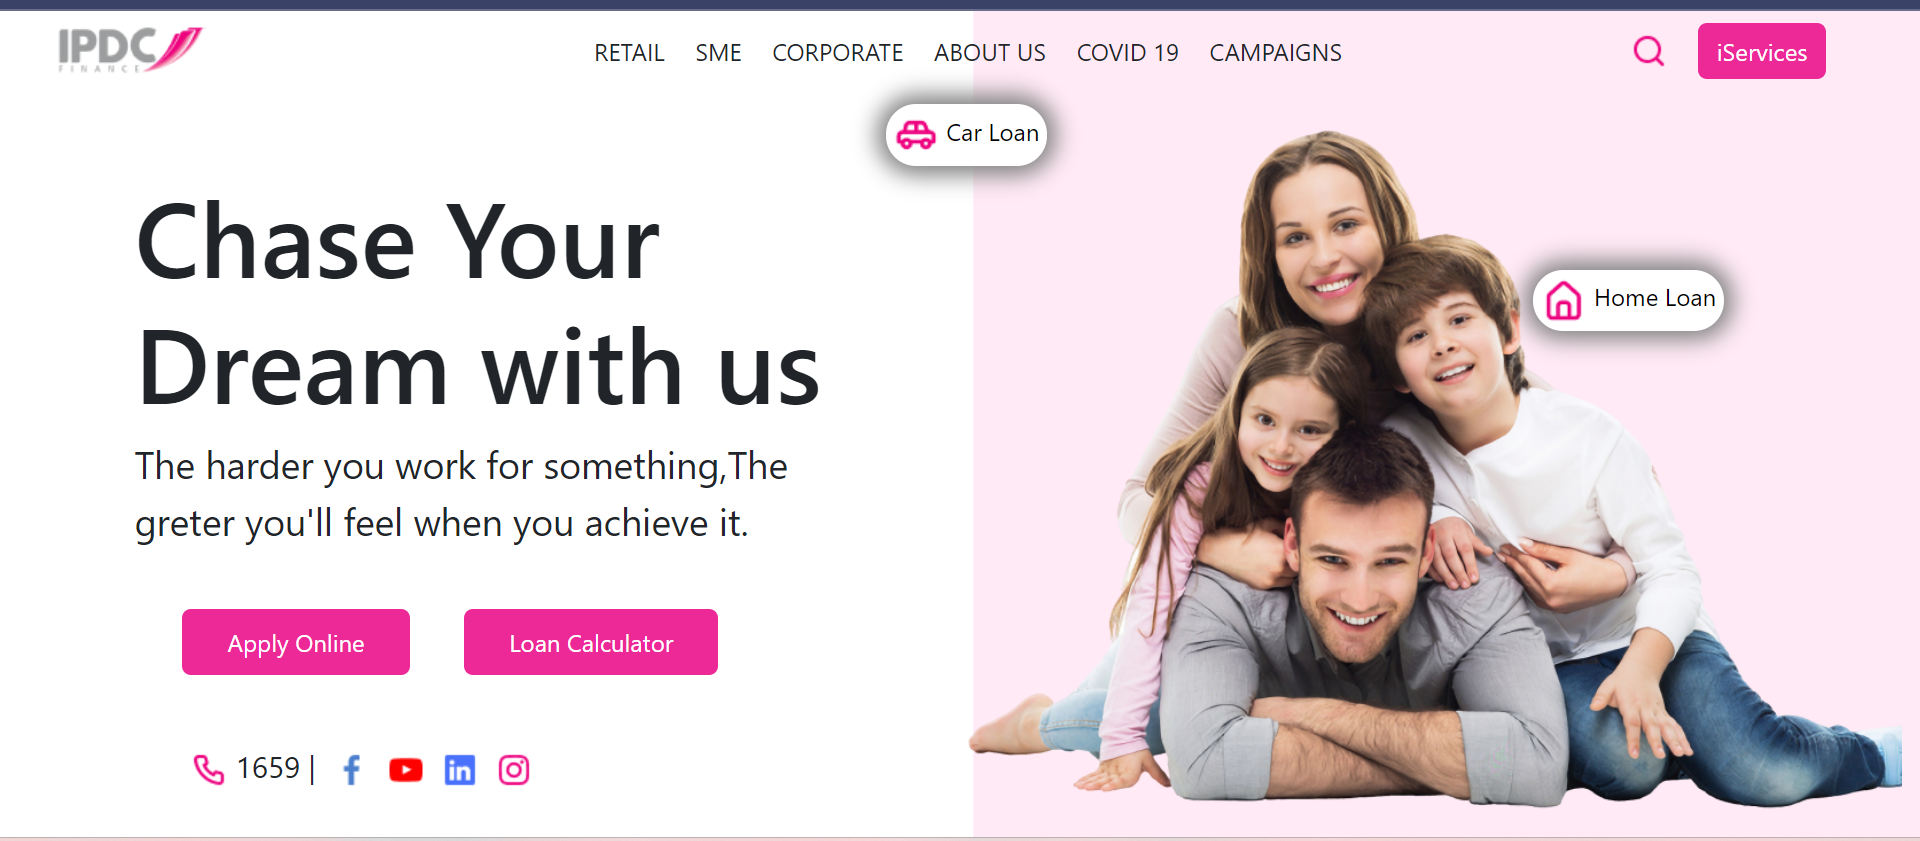 IPDC
FINANCE
RETAIL SME CORPORATE ABOUT US COVID 19 CAMPAIGNS
iServices
Car Loan
Home Loan
Chase Your
Dream with us
The harder you work for something,The
greter you'll feel when you achieve it.
Apply Online
Loan Calculator
1659 |